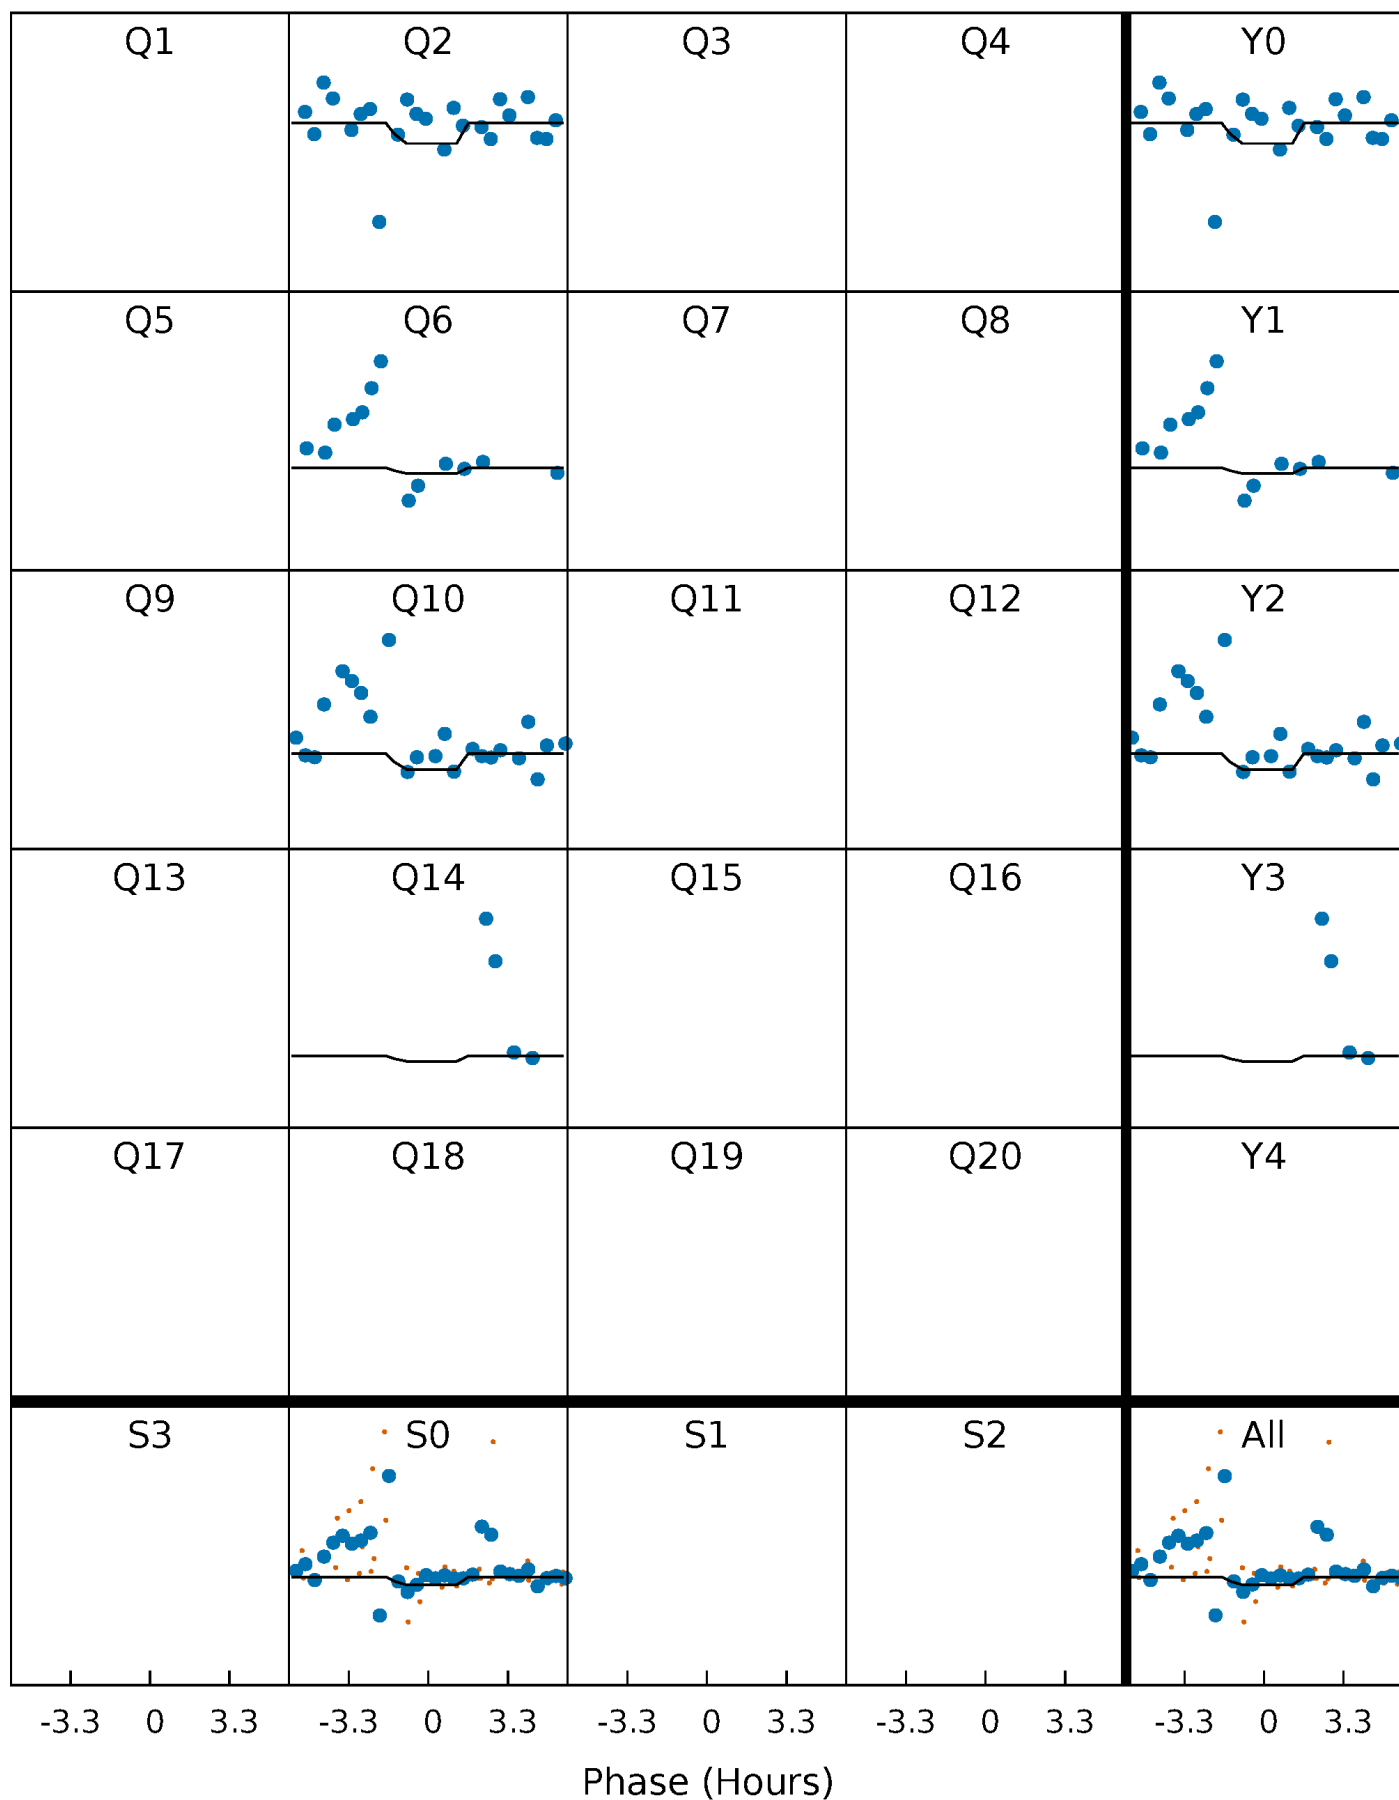 Q1 Q2 Q3 Q4 Y0
Q5 Q6 Q7 Q8 Y1
Q9 Q10 Q11 Q12 Y2
Q13 Q14 Q15 Q16 Y3
Q17 Q18 Q19 Q20 Y4
S3 S0 S1 S2 All
-3.3 0 3.3 -3.3 0 3.3 -3.3 0 3.3 -3.3 0 3.3 -3.3 0 3.3
Phase (Hours)